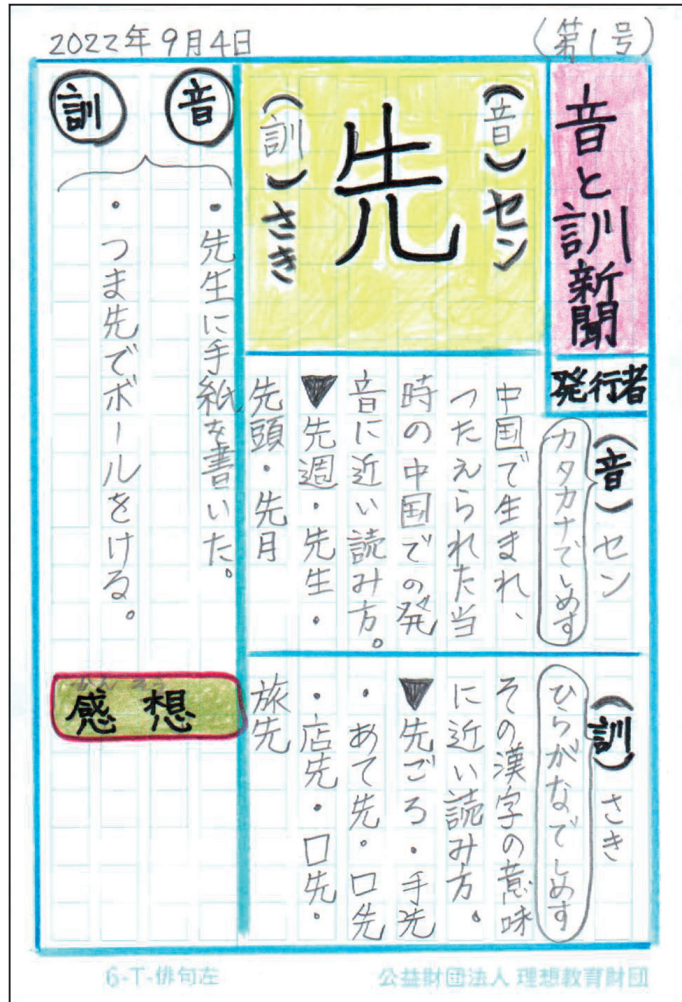 2022年9月4日
(第1号)
音と訓新聞
発行者
(音)セン
先
(訓)さき
(音)セン
カタカナでしめす
中国で生まれ、
つたえられた当
時の中国での発
音に近い読み方。
▼先週・先生・
先頭・先月
(訓)さき
ひらがなでしめす
その漢字の意味
に近い読み方。
▼先ごろ・手先
・あて先・口先
・店先・口先・
旅先
音
訓
・先生に手紙を書いた。
・つま先でボールをける。
感想
6-T-俳句左
公益財団法人 理想教育財団